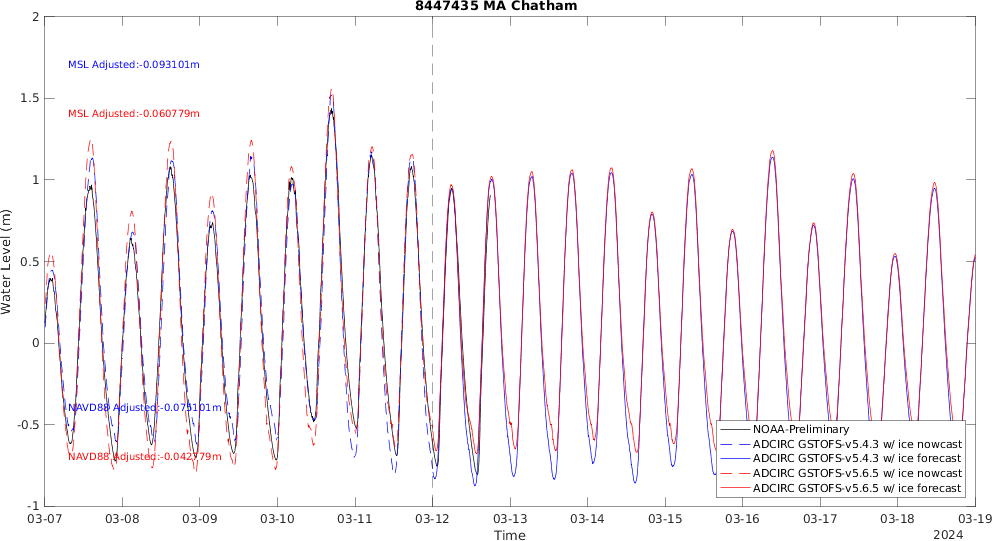 8447435 MA Chatham
2
MSL Adjusted:-0.093101m
1.5
MSL Adjusted:-0.060779m
1
0.5
Water Level (m)
0
NAVD88 Adjusted:-0.075101m
-0.5
NAVD88 Adjusted:-0.042779m
NOAA-Preliminary
ADCIRC GSTOFS-v5.4.3 w/ ice nowcast
ADCIRC GSTOFS-v5.4.3 w/ ice forecast
ADCIRC GSTOFS-v5.6.5 w/ ice nowcast
ADCIRC GSTOFS-v5.6.5 w/ ice forecast
-1
03-07 03-08 03-09 03-10 03-11 03-12 03-13 03-14 03-15 03-16 03-17 03-18 03-19
Time
2024